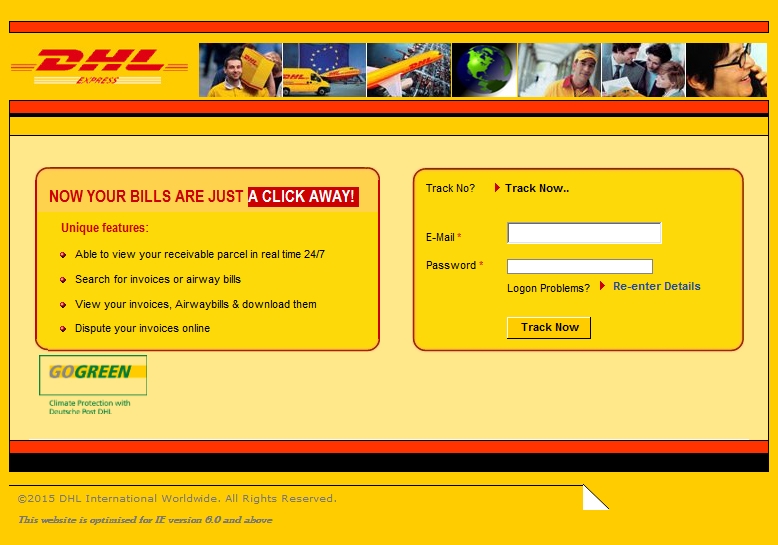 DHL
EXPRESS
NOW YOUR BILLS ARE JUST A CLICK AWAY!
Unique features:
Able to view your receivable parcel in real time 24/7
Search for invoices or airway bills
View your invoices, Airwaybills & download them
Dispute your invoices online
GOGREEN
Climate Protection with
Deutsche Post DHL
Track No? Track Now..
E-Mail *
Password *
Logon Problems? Re-enter Details
Track Now
©2015 DHL International Worldwide. All Rights Reserved.
This website is optimised for IE version 6.0 and above